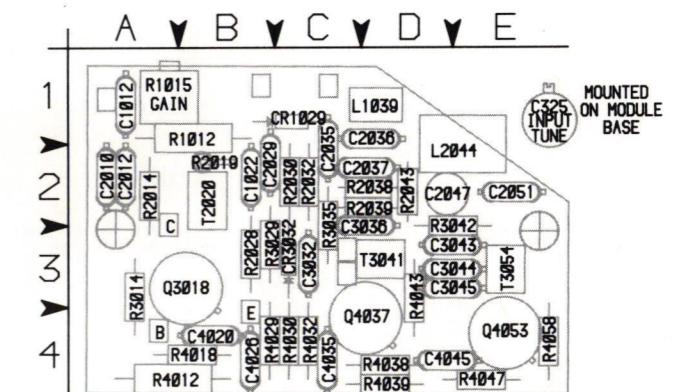 A B C D E
1
2
3
4
R1015
GAIN
C1012
R1012
CR1029
L1039
C325
INPUT
TUNE
MOUNTED
ON MODULE
BASE
C2035
C2036
L2044
C2010
C2012
R2014
R2019
T2020
C1022
C2029
R2030
R2032
C2037
R2038
R2039
R2043
C2047
C2051
C
R3035
C3036
R3042
C3043
R2028
R3029
CR3032
C3032
T3041
C3044
C3045
T3054
R3014
Q3018
R4043
E
Q4037
Q4053
R4058
B
C4020
R4018
R4012
C4026
R4029
R4030
R4032
C4035
R4038
R4039
C4045
R4047